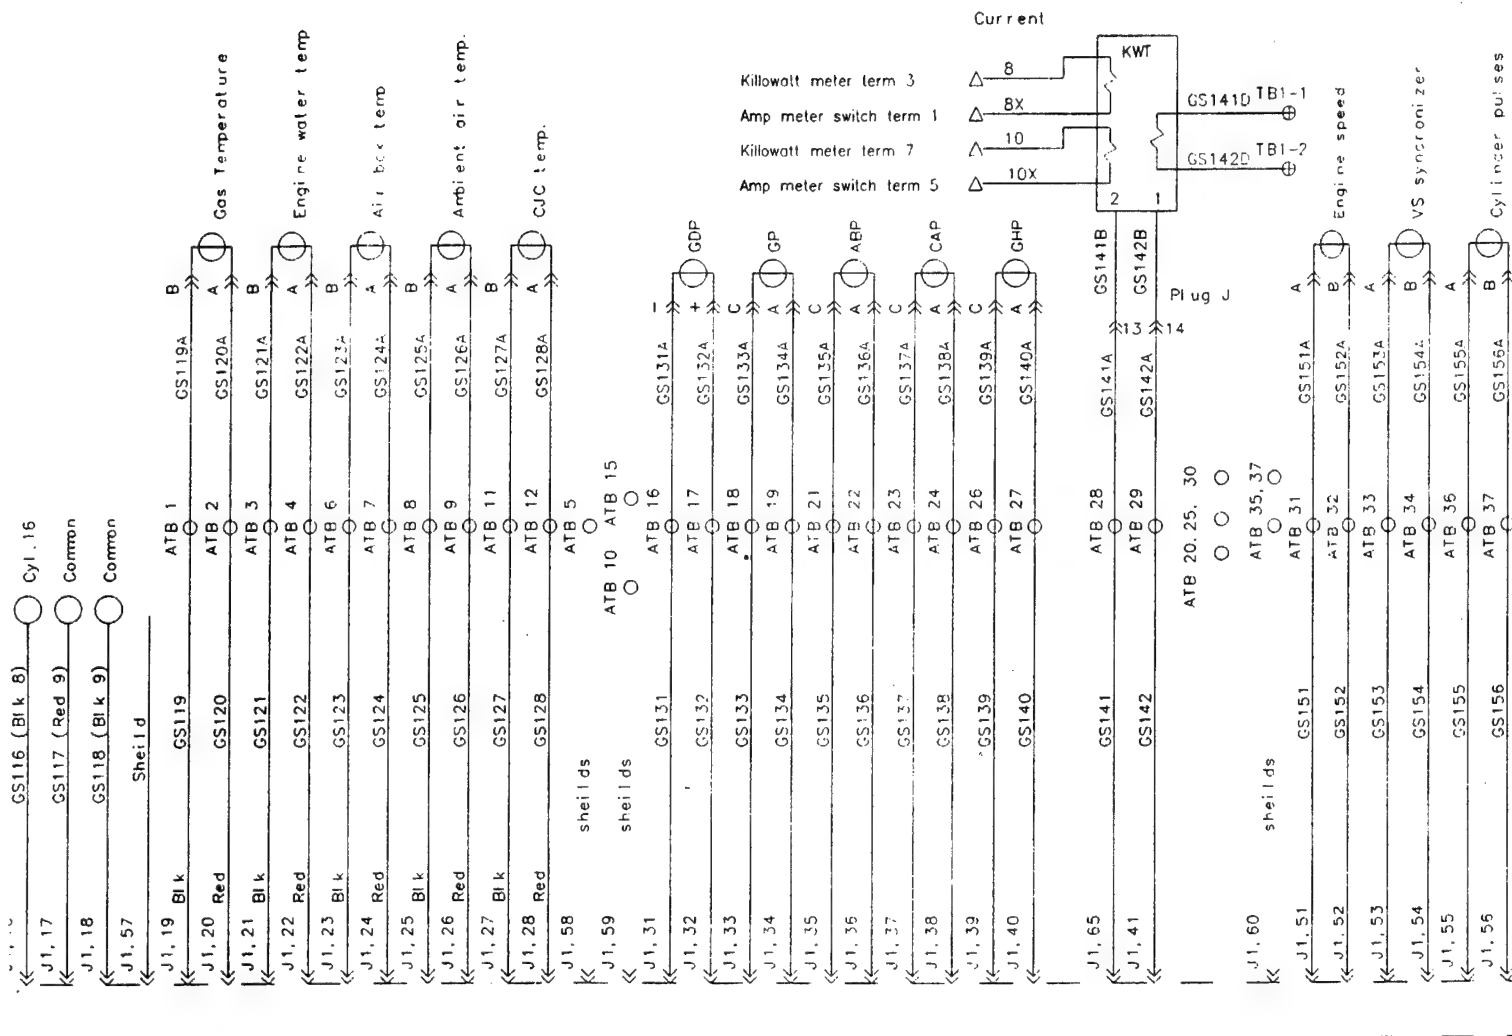 Current
KWT
Killowatt meter term 3
8
Amp meter switch term 1
8X
Killowatt meter term 7
10
Amp meter switch term 5
10X
GS141D TB1-1
GS142D TB1-2
2
1
GS141B
GS142B
Plug J
13
14
Gas Temperature
Engine water temp
Air box temp
Ambient air temp.
CJC temp.
GDP
GP
ABP
CAP
GHP
Engine speed
VS syncronizer
Cylinder pulses
B
A
B
A
B
A
B
A
B
A
-
+
C
A
C
A
C
A
C
A
A
B
A
B
A
B
GS119A
GS120A
GS121A
GS122A
GS123A
GS124A
GS125A
GS126A
GS127A
GS128A
GS131A
GS132A
GS133A
GS134A
GS135A
GS136A
GS137A
GS138A
GS139A
GS140A
GS141A
GS142A
GS151A
GS152A
GS153A
GS154A
GS155A
GS156A
Cyl.16
Common
Common
ATB 1
ATB 2
ATB 3
ATB 4
ATB 6
ATB 7
ATB 8
ATB 9
ATB 11
ATB 12
ATB 5
ATB 10
ATB 15
ATB 16
ATB 17
ATB 18
ATB 19
ATB 21
ATB 22
ATB 23
ATB 24
ATB 26
ATB 27
ATB 28
ATB 29
ATB 20.25. 30
ATB 35,37
ATB 31
ATB 32
ATB 33
ATB 34
ATB 36
ATB 37
GS116 (Blk 8)
GS117 (Red 9)
GS118 (Blk 9)
Sheild
GS119
GS120
GS121
GS122
GS123
GS124
GS125
GS126
GS127
GS128
sheilds
sheilds
GS131
GS132
GS133
GS134
GS135
GS136
GS137
GS138
GS139
GS140
GS141
GS142
sheilds
GS151
GS152
GS153
GS154
GS155
GS156
Blk
Red
Blk
Red
Blk
Red
Blk
Red
Blk
Red
J1,17
J1,18
J1,57
J1,19
J1,20
J1,21
J1,22
J1,23
J1,24
J1,25
J1,26
J1,27
J1,28
J1,58
J1,59
J1,31
J1,32
J1,33
J1,34
J1,35
J1,36
J1,37
J1,38
J1,39
J1,40
J1,65
J1,41
J1,60
J1,51
J1,52
J1,53
J1,54
J1,55
J1,56